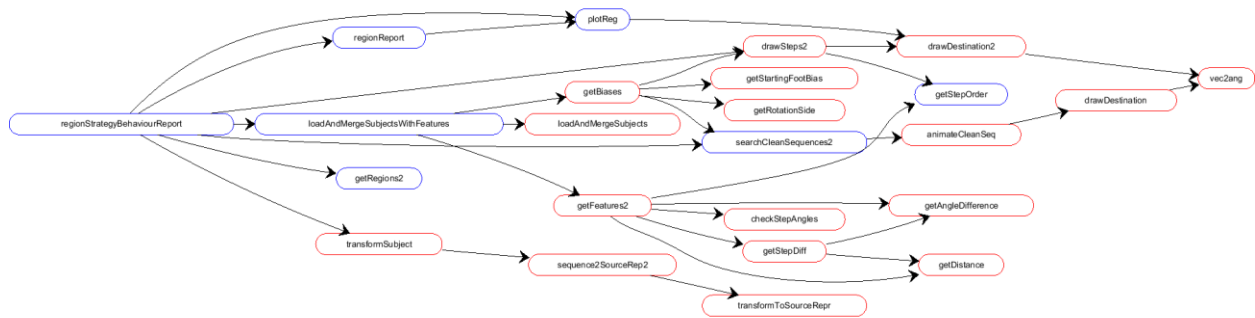 plotReg
regionReport
drawSteps2
drawDestination2
getStartingFootBias
vec2ang
getBiases
getStepOrder
drawDestination
getRotationSide
regionStrategyBehaviourReport
loadAndMergeSubjectsWithFeatures
loadAndMergeSubjects
animateCleanSeq
searchCleanSequences2
getRegions2
getFeatures2
getAngleDifference
checkStepAngles
transformSubject
getStepDiff
sequence2SourceRep2
getDistance
transformToSourceRepr